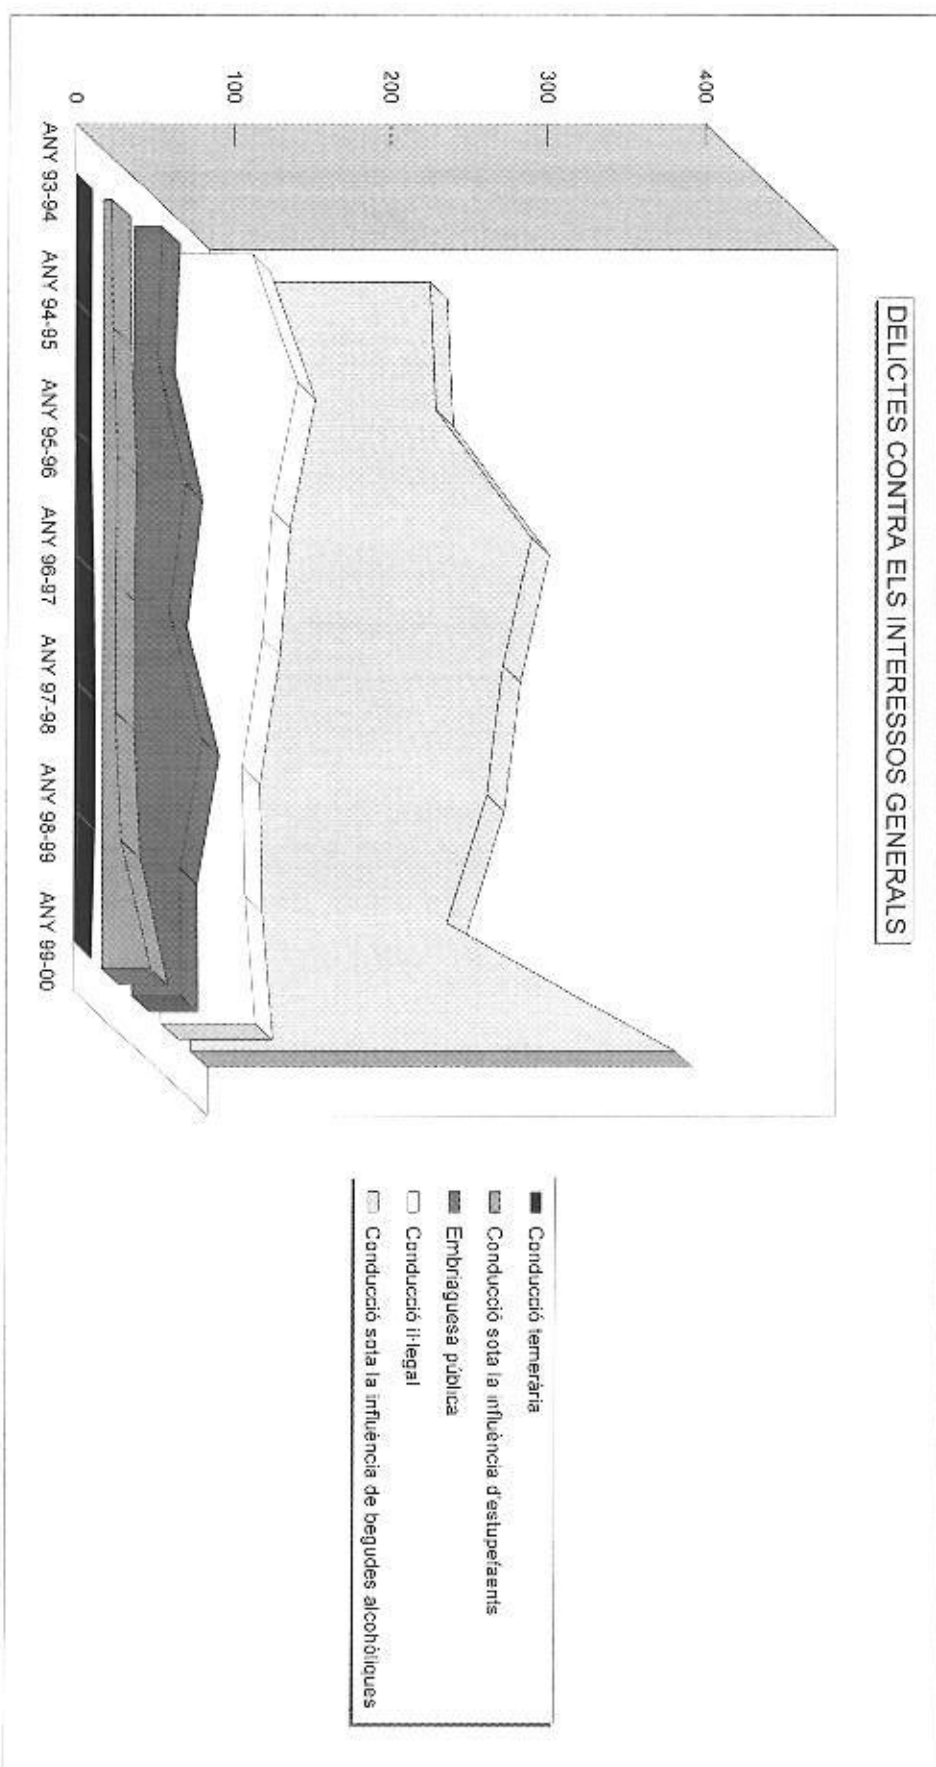 DELICTES CONTRA ELS INTERESSOS GENERALS
400
300
200
100
0
ANY 93-94
ANY 94-95
ANY 95-96
ANY 96-97
ANY 97-98
ANY 98-99
ANY 99-00
Conducció temerària
Conducció sota la influència d'estupefaents
Embriaguesa pública
Conducció il·legal
Conducció sota la influència de begudes alcohòliques